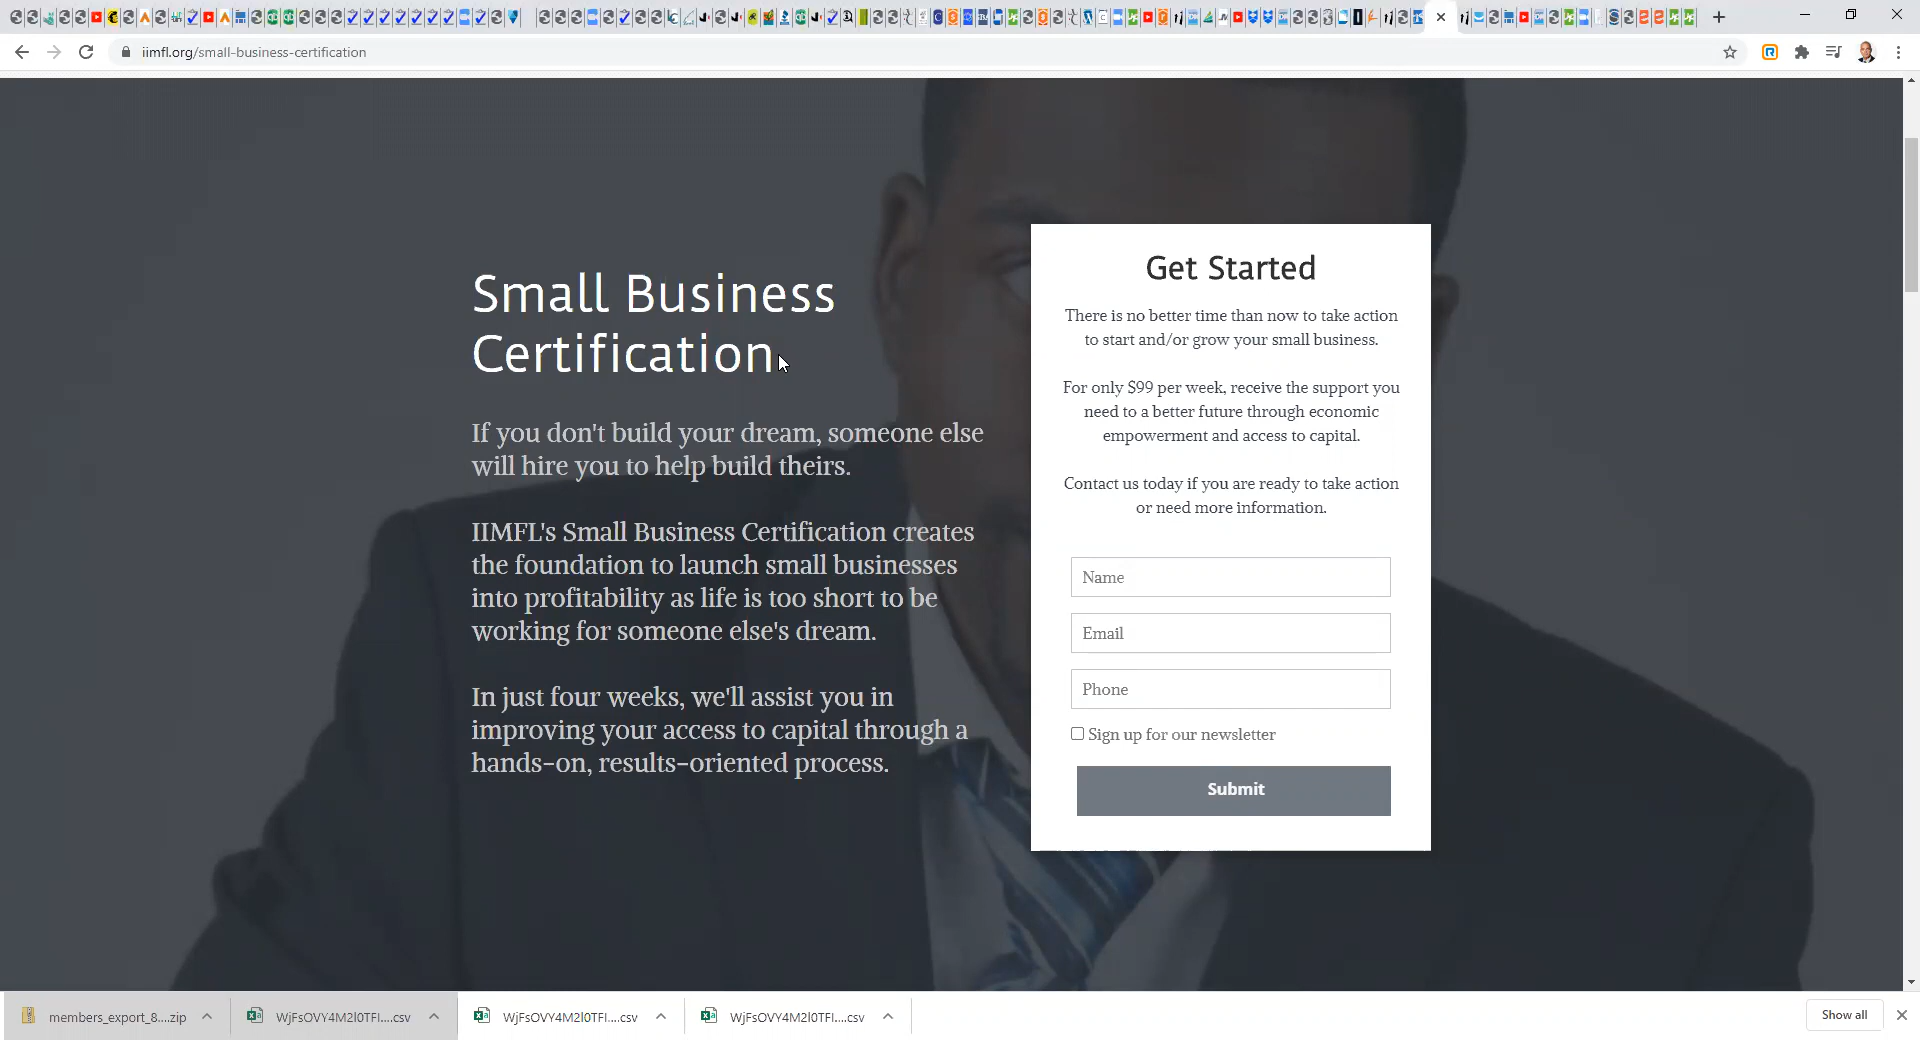 iimfl.org/small-business-certification
Small Business
Certification
If you don't build your dream, someone else
will hire you to help build theirs.
IIMFL's Small Business Certification creates
the foundation to launch small businesses
into profitability as life is too short to be
working for someone else's dream.
In just four weeks, we'll assist you in
improving your access to capital through a
hands-on, results-oriented process.
Get Started
There is no better time than now to take action
to start and/or grow your small business.
For only $99 per week, receive the support you
need to a better future through economic
empowerment and access to capital.
Contact us today if you are ready to take action
or need more information.
Name
Email
Phone
Sign up for our newsletter
Submit
members_export_8....zip
WjFsOVY4M2l0TFI....csv
WjFsOVY4M2l0TFI....csv
WjFsOVY4M2l0TFI....csv
Show all